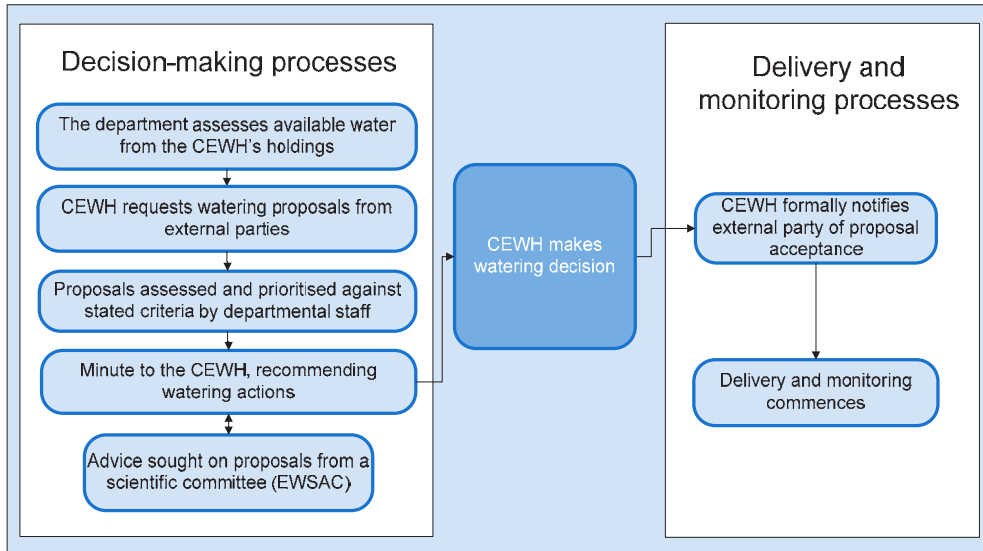 Decision-making processes
The department assesses available water
from the CEWH's holdings
CEWH requests watering proposals from
external parties
Proposals assessed and prioritised against
stated criteria by departmental staff
Minute to the CEWH, recommending
watering actions
Advice sought on proposals from a
scientific committee (EWSAC)
CEWH makes
watering decision
Delivery and
monitoring processes
CEWH formally notifies
external party of proposal
acceptance
Delivery and monitoring
commences